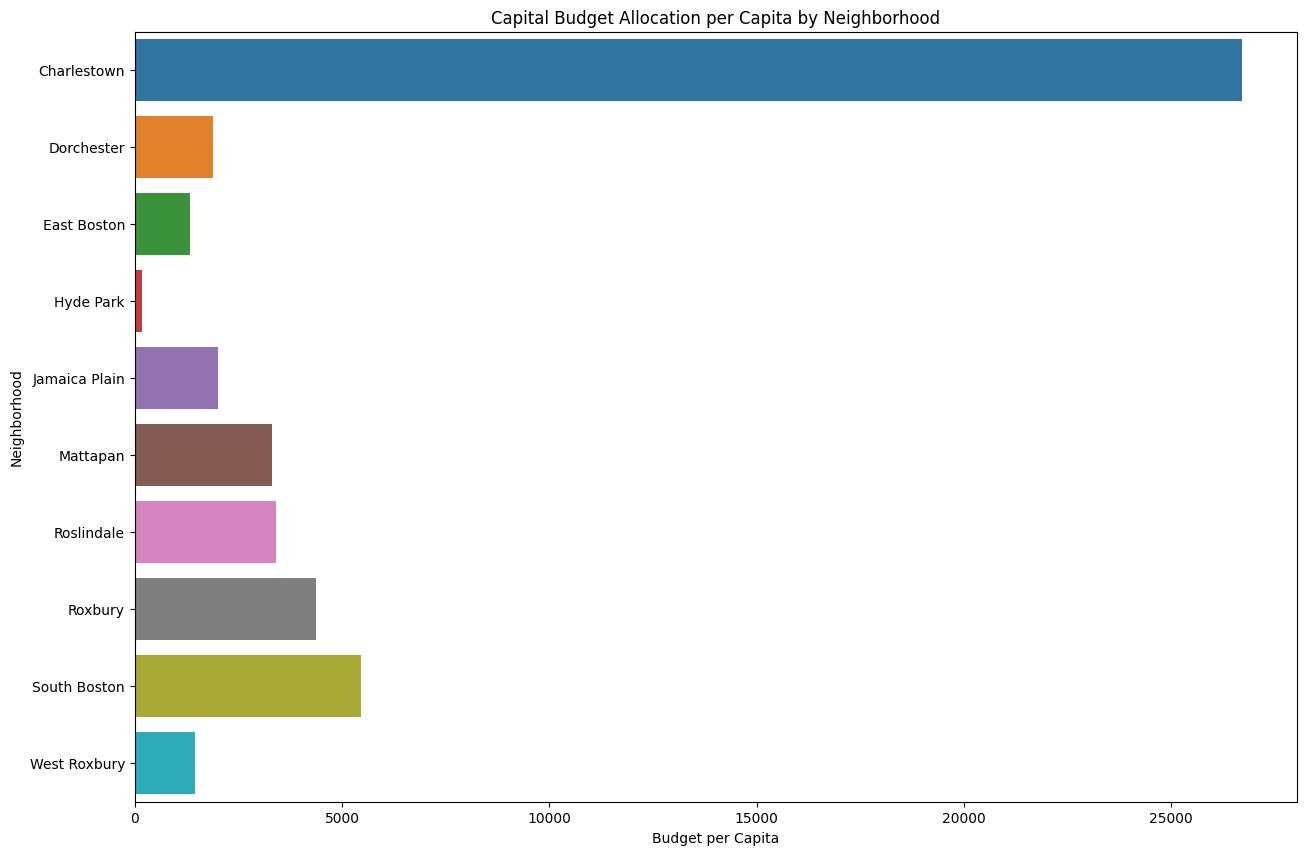 Capital Budget Allocation per Capita by Neighborhood
Neighborhood
Charlestown
Dorchester
East Boston
Hyde Park
Jamaica Plain
Mattapan
Roslindale
Roxbury
South Boston
West Roxbury
0 5000 10000 15000 20000 25000
Budget per Capita